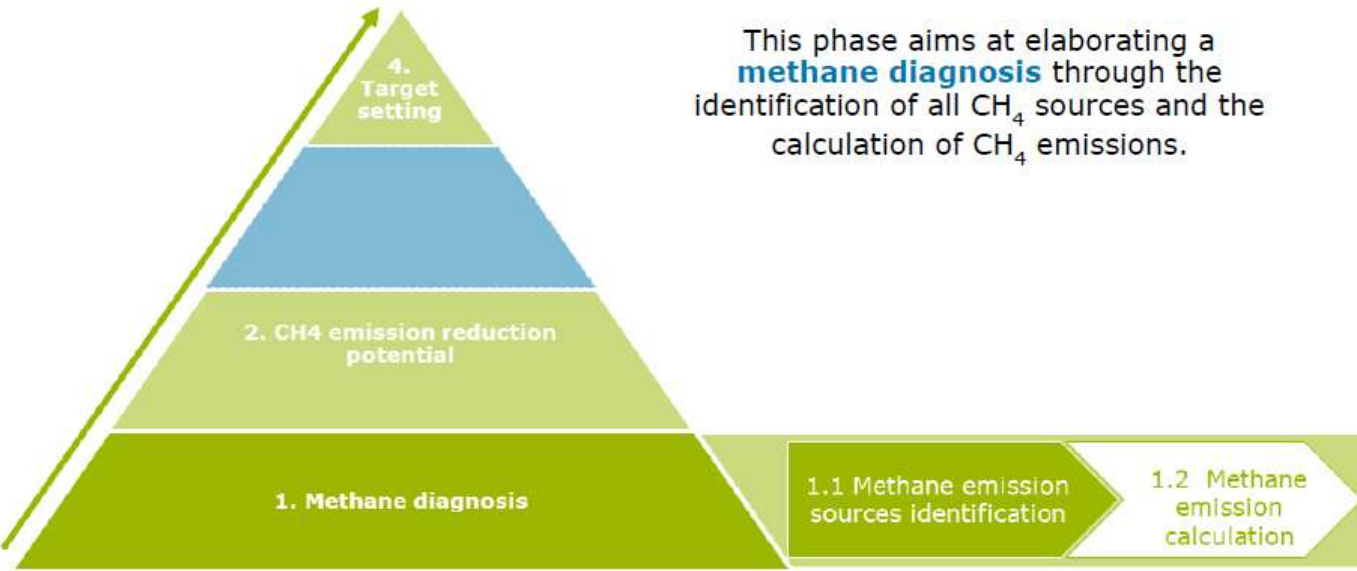 This phase aims at elaborating a
methane diagnosis through the
identification of all CH₄ sources and the
calculation of CH₄ emissions.
4.
Target
setting
2. CH4 emission reduction
potential
1. Methane diagnosis
1.1 Methane emission
sources identification
1.2 Methane
emission
calculation